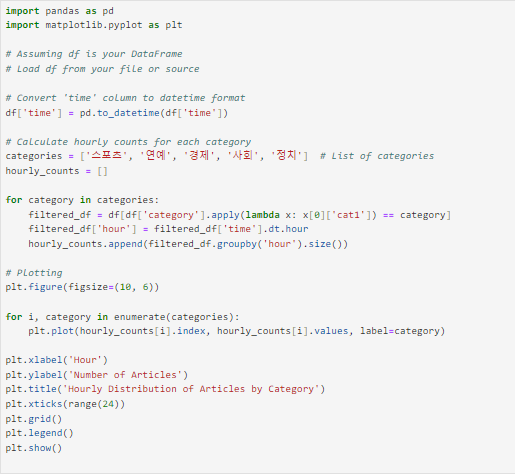 import pandas as pd
import matplotlib.pyplot as plt
# Assuming df is your DataFrame
# Load df from your file or source
# Convert 'time' column to datetime format
df['time'] = pd.to_datetime(df['time'])
# Calculate hourly counts for each category
categories = ['스포츠', '연예', '경제', '사회', '정치']  # List of categories
hourly_counts = []
for category in categories:
    filtered_df = df[df['category'].apply(lambda x: x[0]['cat1']) == category]
    filtered_df['hour'] = filtered_df['time'].dt.hour
    hourly_counts.append(filtered_df.groupby('hour').size())
# Plotting
plt.figure(figsize=(10, 6))
for i, category in enumerate(categories):
    plt.plot(hourly_counts[i].index, hourly_counts[i].values, label=category)
plt.xlabel('Hour')
plt.ylabel('Number of Articles')
plt.title('Hourly Distribution of Articles by Category')
plt.xticks(range(24))
plt.grid()
plt.legend()
plt.show()